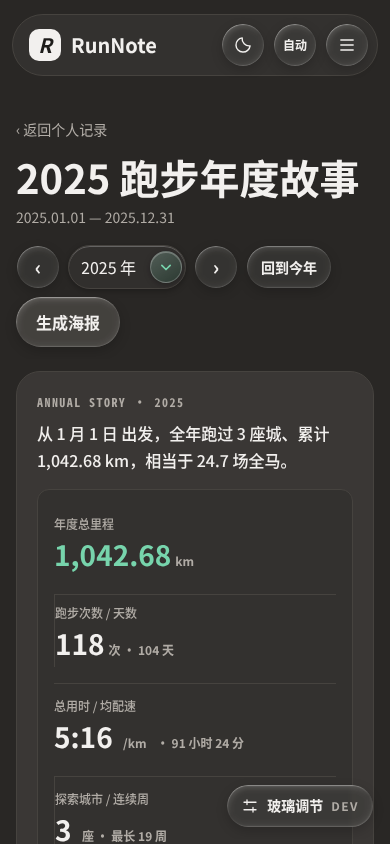 R RunNote 自动
‹ 返回个人记录
2025 跑步年度故事
2025.01.01 — 2025.12.31
‹ 2025 年 › 回到今年
生成海报
ANNUAL STORY • 2025
从 1 月 1 日 出发，全年跑过 3 座城、累计
1,042.68 km，相当于 24.7 场全马。
年度总里程
1,042.68 km
跑步次数 / 天数
118 次 • 104 天
总用时 / 均配速
5:16 /km • 91 小时 24 分
探索城市 / 连续周
玻璃调节 DEV
3 座 • 最长 19 周